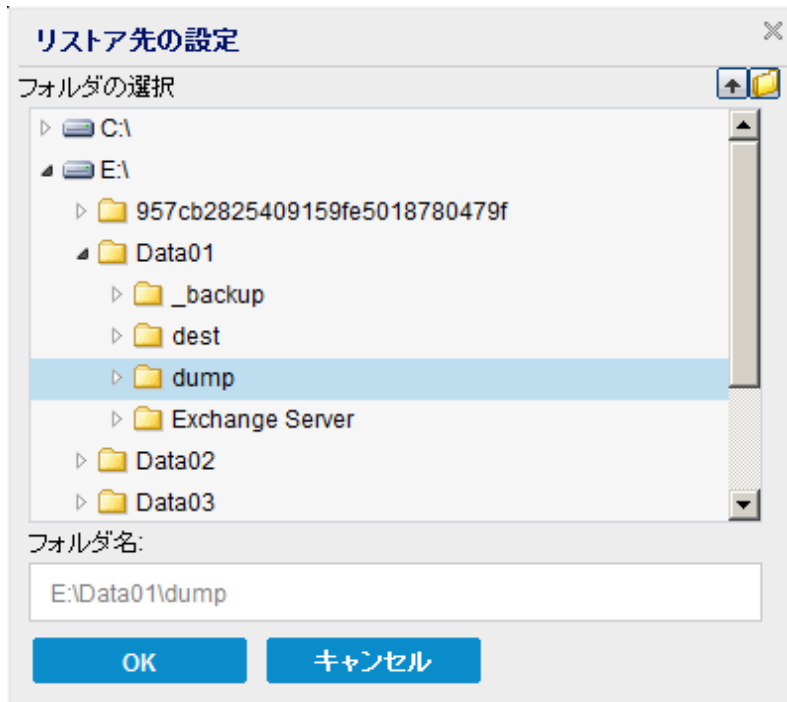 リストア先の設定
フォルダの選択
C:\
E:\
957cb2825409159fe5018780479f
Data01
_backup
dest
dump
Exchange Server
Data02
Data03
フォルダ名:
E:\Data01\dump
OK
キャンセル